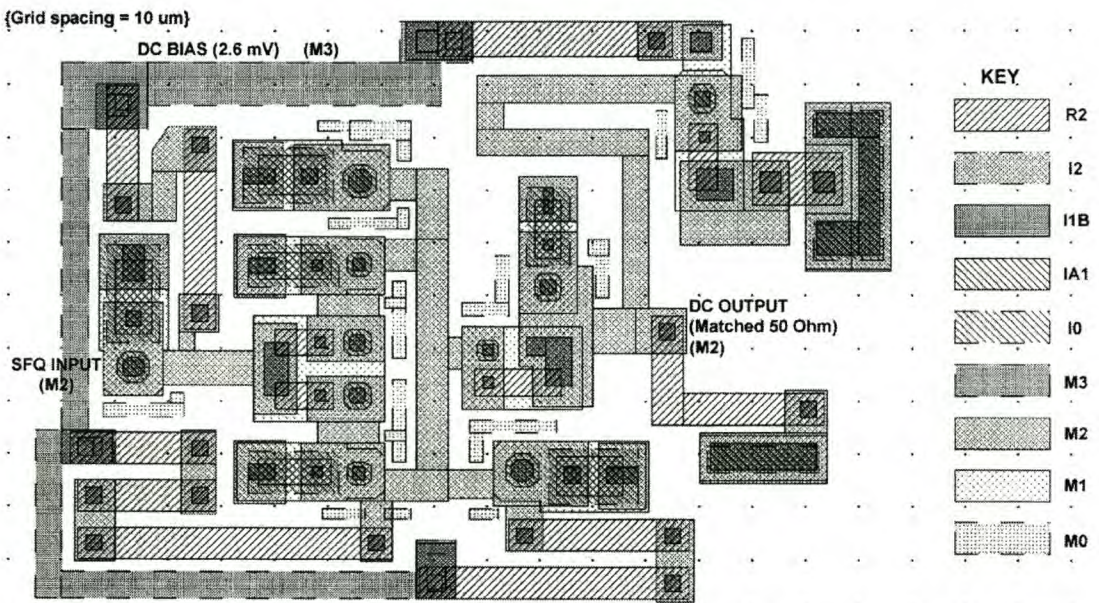 {Grid spacing = 10 um}
DC BIAS (2.6 mV) (M3)
KEY
R2
I2
I1B
IA1
I0
M3
M2
M1
M0
SFQ INPUT
(M2)
DC OUTPUT
(Matched 50 Ohm)
(M2)